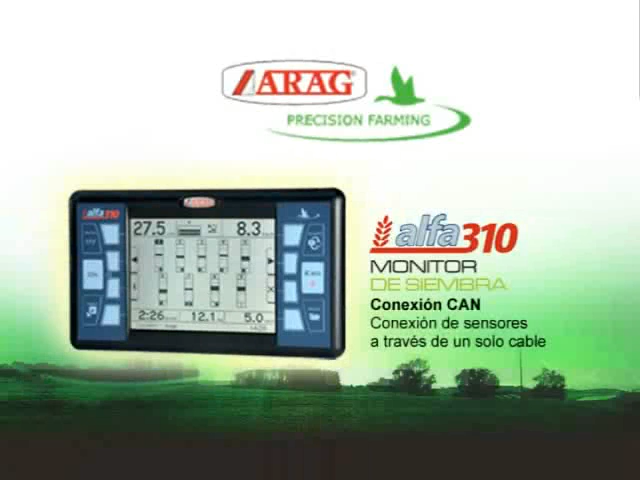 ARAG
PRECISION FARMING
ARAG
alfa310
27.5
8.3
2:26
12.1
5.0
alfa310
MONITOR
DE SIEMBRA
Conexión CAN
Conexión de sensores
a través de un solo cable